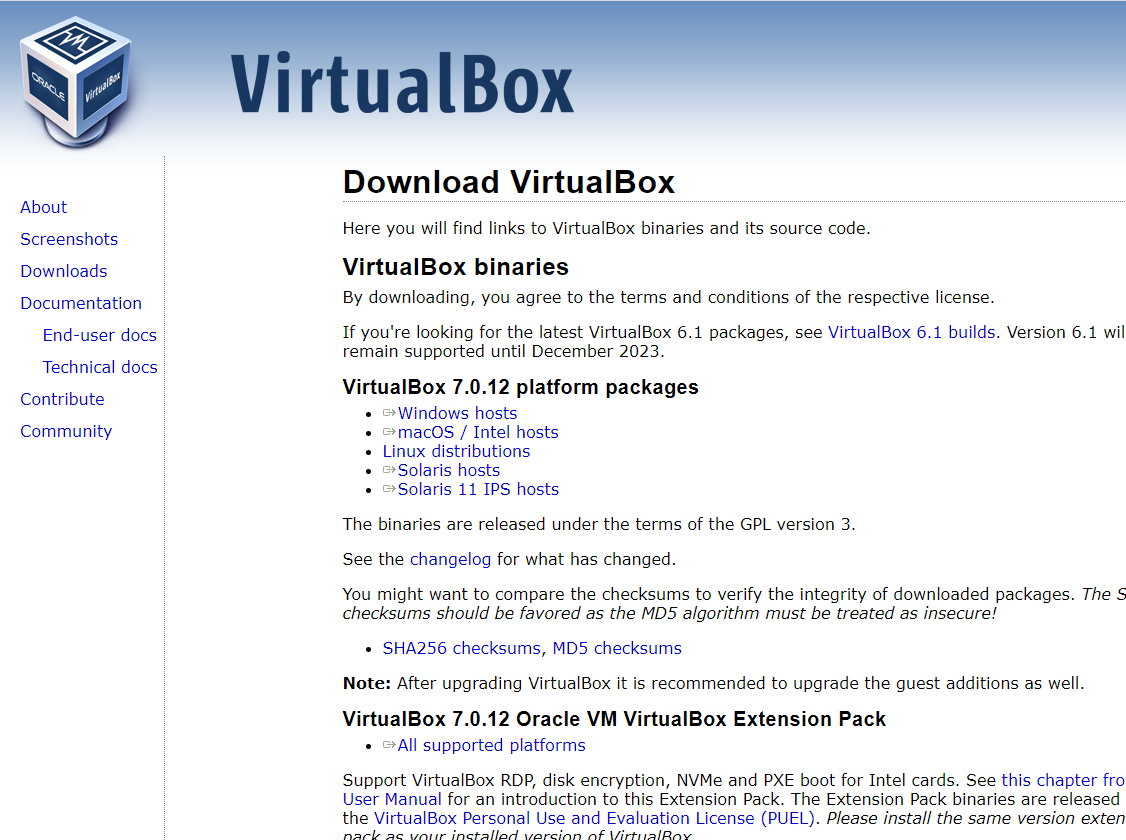 ORACLE
VirtualBox
VirtualBox
About
Screenshots
Downloads
Documentation
End-user docs
Technical docs
Contribute
Community
Download VirtualBox
Here you will find links to VirtualBox binaries and its source code.
VirtualBox binaries
By downloading, you agree to the terms and conditions of the respective license.
If you're looking for the latest VirtualBox 6.1 packages, see VirtualBox 6.1 builds. Version 6.1 wil
remain supported until December 2023.
VirtualBox 7.0.12 platform packages
Windows hosts
macOS / Intel hosts
Linux distributions
Solaris hosts
Solaris 11 IPS hosts
The binaries are released under the terms of the GPL version 3.
See the changelog for what has changed.
You might want to compare the checksums to verify the integrity of downloaded packages. The S
checksums should be favored as the MD5 algorithm must be treated as insecure!
SHA256 checksums, MD5 checksums
Note: After upgrading VirtualBox it is recommended to upgrade the guest additions as well.
VirtualBox 7.0.12 Oracle VM VirtualBox Extension Pack
All supported platforms
Support VirtualBox RDP, disk encryption, NVMe and PXE boot for Intel cards. See this chapter fro
User Manual for an introduction to this Extension Pack. The Extension Pack binaries are released
the VirtualBox Personal Use and Evaluation License (PUEL). Please install the same version exten
pack as your installed version of VirtualBox.